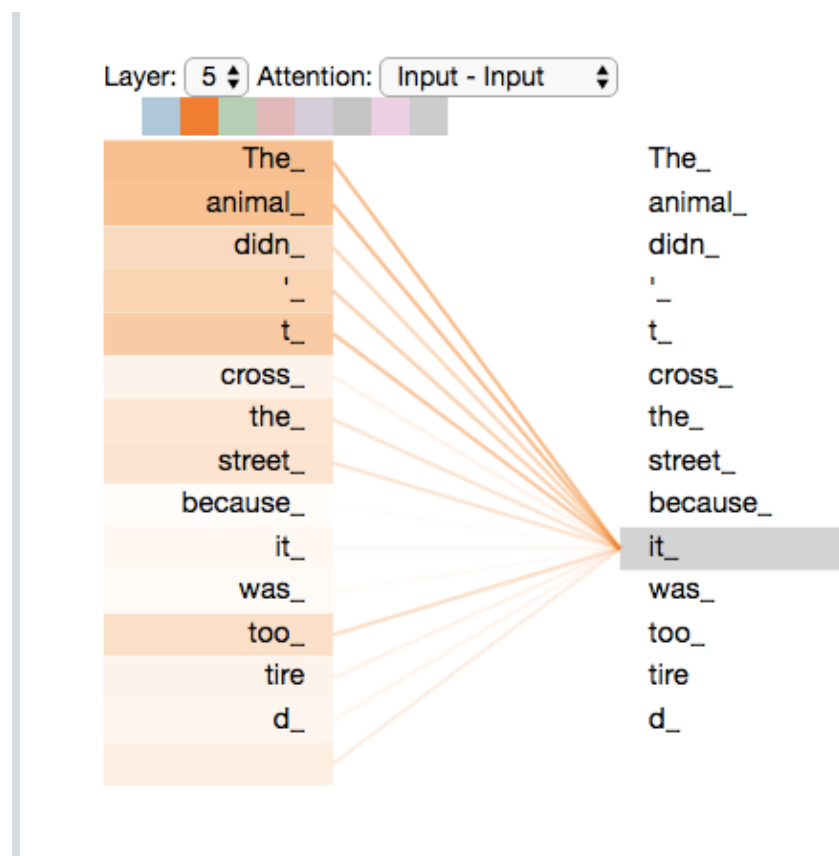 Layer: 5 Attention: Input - Input
The_ The_
animal_ animal_
didn_ didn_
'_ '_
t_ t_
cross_ cross_
the_ the_
street_ street_
because_ because_
it_ it_
was_ was_
too_ too_
tire tire
d_ d_